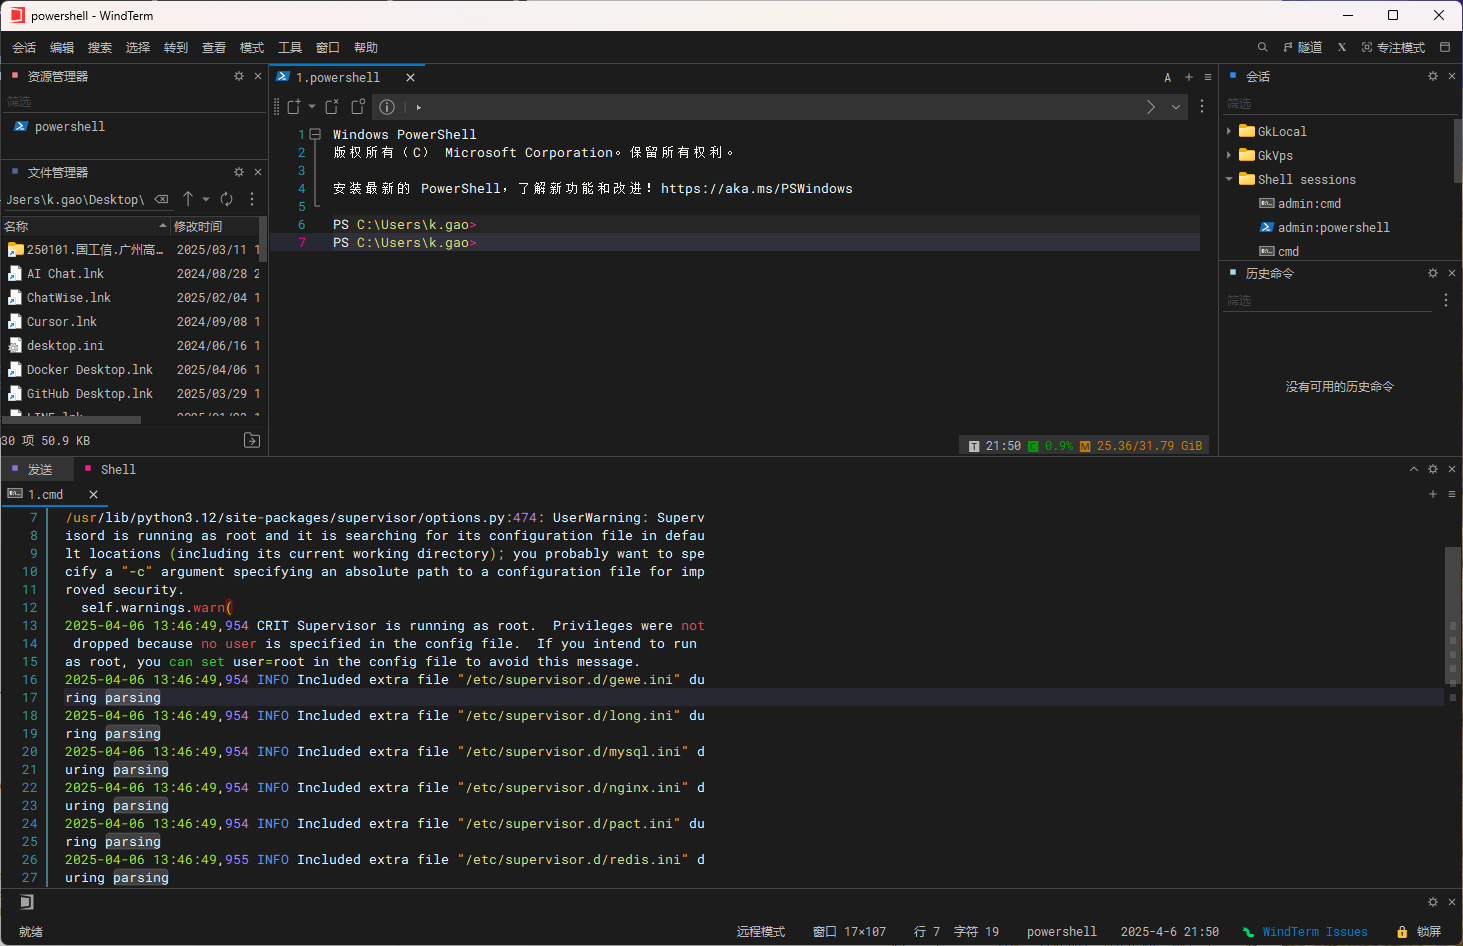 powershell - WindTerm
会话 编辑 搜索 选择 转到 查看 模式 工具 窗口 帮助
隧道 X 专注模式
资源管理器
筛选
powershell
文件管理器
Jsers\k.gao\Desktop\
名称 修改时间
250101.国工信.广州高... 2025/03/11 1
AI Chat.lnk 2024/08/28 2
ChatWise.lnk 2025/02/04 1
Cursor.lnk 2024/09/08 1
desktop.ini 2024/06/16 1
Docker Desktop.lnk 2025/04/06 1
GitHub Desktop.lnk 2025/03/29 1
30 项 50.9 KB
1.powershell
A
1 Windows PowerShell
2 版权所有（C） Microsoft Corporation。保留所有权利。
3
4 安装最新的 PowerShell，了解新功能和改进！https://aka.ms/PSWindows
5
6 PS C:\Users\k.gao>
7 PS C:\Users\k.gao>
T 21:50 C 0.9% M 25.36/31.79 GiB
会话
筛选
GkLocal
GkVps
Shell sessions
admin:cmd
admin:powershell
cmd
历史命令
筛选
没有可用的历史命令
发送 Shell
1.cmd
7 /usr/lib/python3.12/site-packages/supervisor/options.py:474: UserWarning: Superv
8 isord is running as root and it is searching for its configuration file in defau
9 lt locations (including its current working directory); you probably want to spe
10 cify a "-c" argument specifying an absolute path to a configuration file for imp
11 roved security.
12 self.warnings.warn(
13 2025-04-06 13:46:49,954 CRIT Supervisor is running as root.  Privileges were not
14 dropped because no user is specified in the config file.  If you intend to run
15 as root, you can set user=root in the config file to avoid this message.
16 2025-04-06 13:46:49,954 INFO Included extra file "/etc/supervisor.d/gewe.ini" du
17 ring parsing
18 2025-04-06 13:46:49,954 INFO Included extra file "/etc/supervisor.d/long.ini" du
19 ring parsing
20 2025-04-06 13:46:49,954 INFO Included extra file "/etc/supervisor.d/mysql.ini" d
21 uring parsing
22 2025-04-06 13:46:49,954 INFO Included extra file "/etc/supervisor.d/nginx.ini" d
23 uring parsing
24 2025-04-06 13:46:49,954 INFO Included extra file "/etc/supervisor.d/pact.ini" du
25 ring parsing
26 2025-04-06 13:46:49,955 INFO Included extra file "/etc/supervisor.d/redis.ini" d
27 uring parsing
就绪 远程模式 窗口 17×107 行 7 字符 19 powershell 2025-4-6 21:50 WindTerm Issues 锁屏